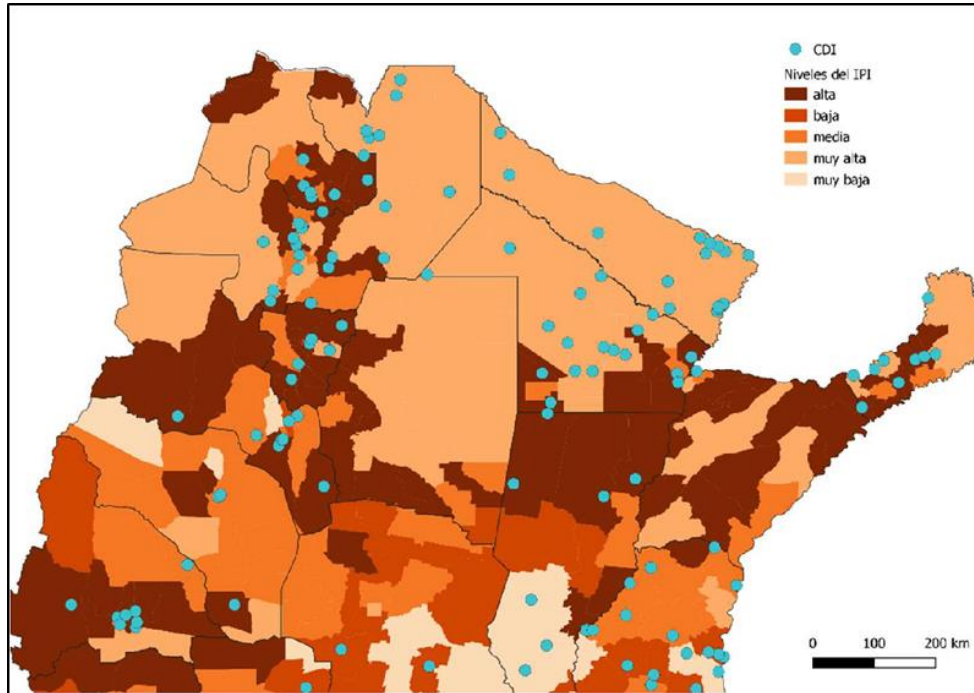 CDI
Niveles del IPI
alta
baja
media
muy alta
muy baja
0 100 200 km